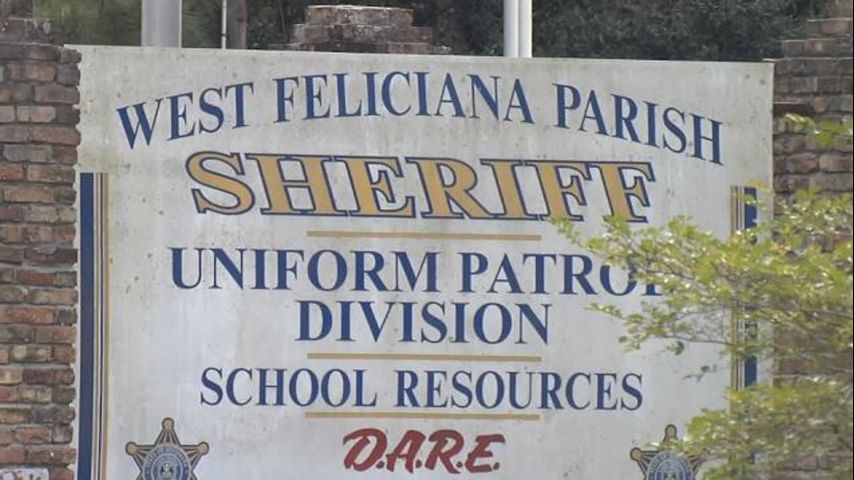 WEST FELICIANA PARISH
SHERIFF
UNIFORM PATROL
DIVISION
SCHOOL RESOURCES
D.A.R.E.